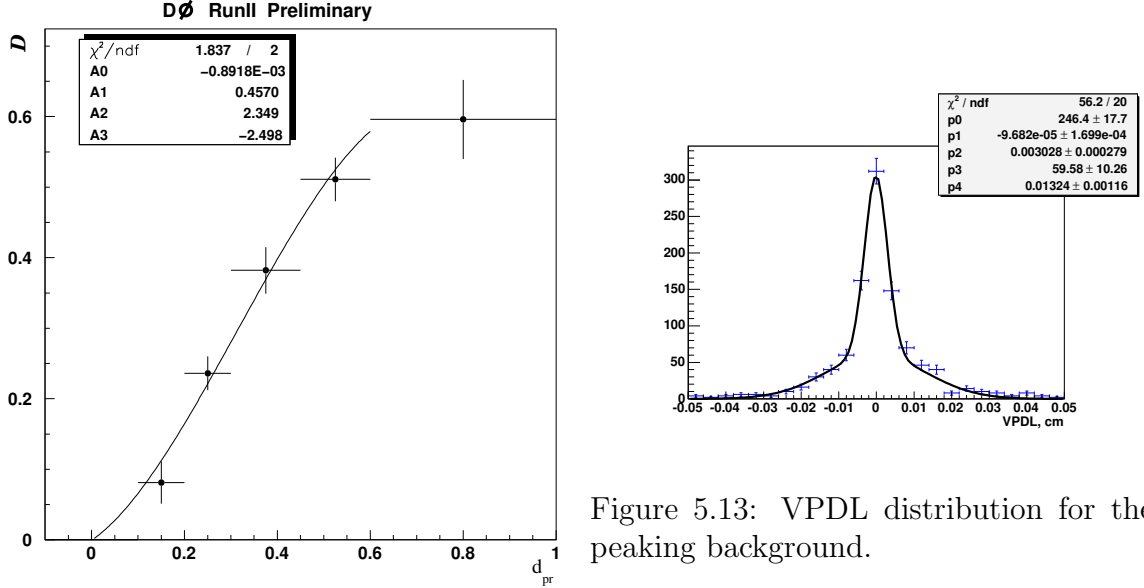 DØ RunII Preliminary
D
χ²/ndf 1.837 / 2
A0 −0.8918E−03
A1 0.4570
A2 2.349
A3 −2.498
0.6
0.4
0.2
0
0 0.2 0.4 0.6 0.8 1
d_pr
χ² / ndf 56.2 / 20
p0 246.4 ± 17.7
p1 -9.682e-05 ± 1.699e-04
p2 0.003028 ± 0.000279
p3 59.58 ± 10.26
p4 0.01324 ± 0.00116
300
250
200
150
100
50
0
-0.05 -0.04 -0.03 -0.02 -0.01 0 0.01 0.02 0.03 0.04 0.05
VPDL, cm
Figure 5.13: VPDL distribution for the
peaking background.